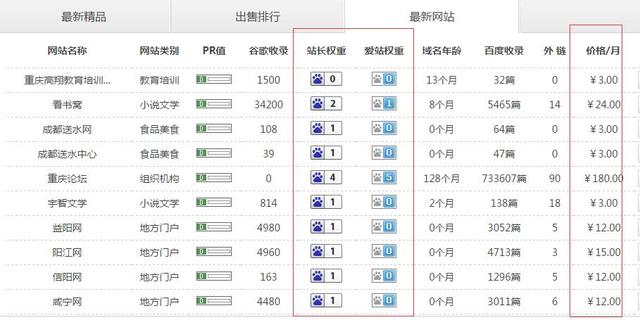 最新精品 出售排行 最新网站
网站名称 网站类别 PR值 谷歌收录 站长权重 爱站权重 域名年龄 百度收录 外 链 价格/月
重庆高翔教育培训... 教育培训 0 1500 0 0 13个月 32篇 0 ¥3.00
看书窝 小说文学 0 34200 2 1 8个月 5465篇 14 ¥24.00
成都送水网 食品美食 0 108 1 0 0个月 64篇 0 ¥3.00
成都送水中心 食品美食 0 39 1 0 0个月 47篇 0 ¥3.00
重庆论坛 组织机构 0 0 4 5 128个月 733607篇 90 ¥180.00
宇智文学 小说文学 0 814 1 0 2个月 138篇 18 ¥3.00
益阳网 地方门户 0 4980 1 0 0个月 3052篇 5 ¥12.00
阳江网 地方门户 0 4960 1 0 0个月 4713篇 3 ¥15.00
信阳网 地方门户 0 163 1 0 0个月 1296篇 5 ¥12.00
咸宁网 地方门户 0 4480 1 0 0个月 3011篇 6 ¥12.00